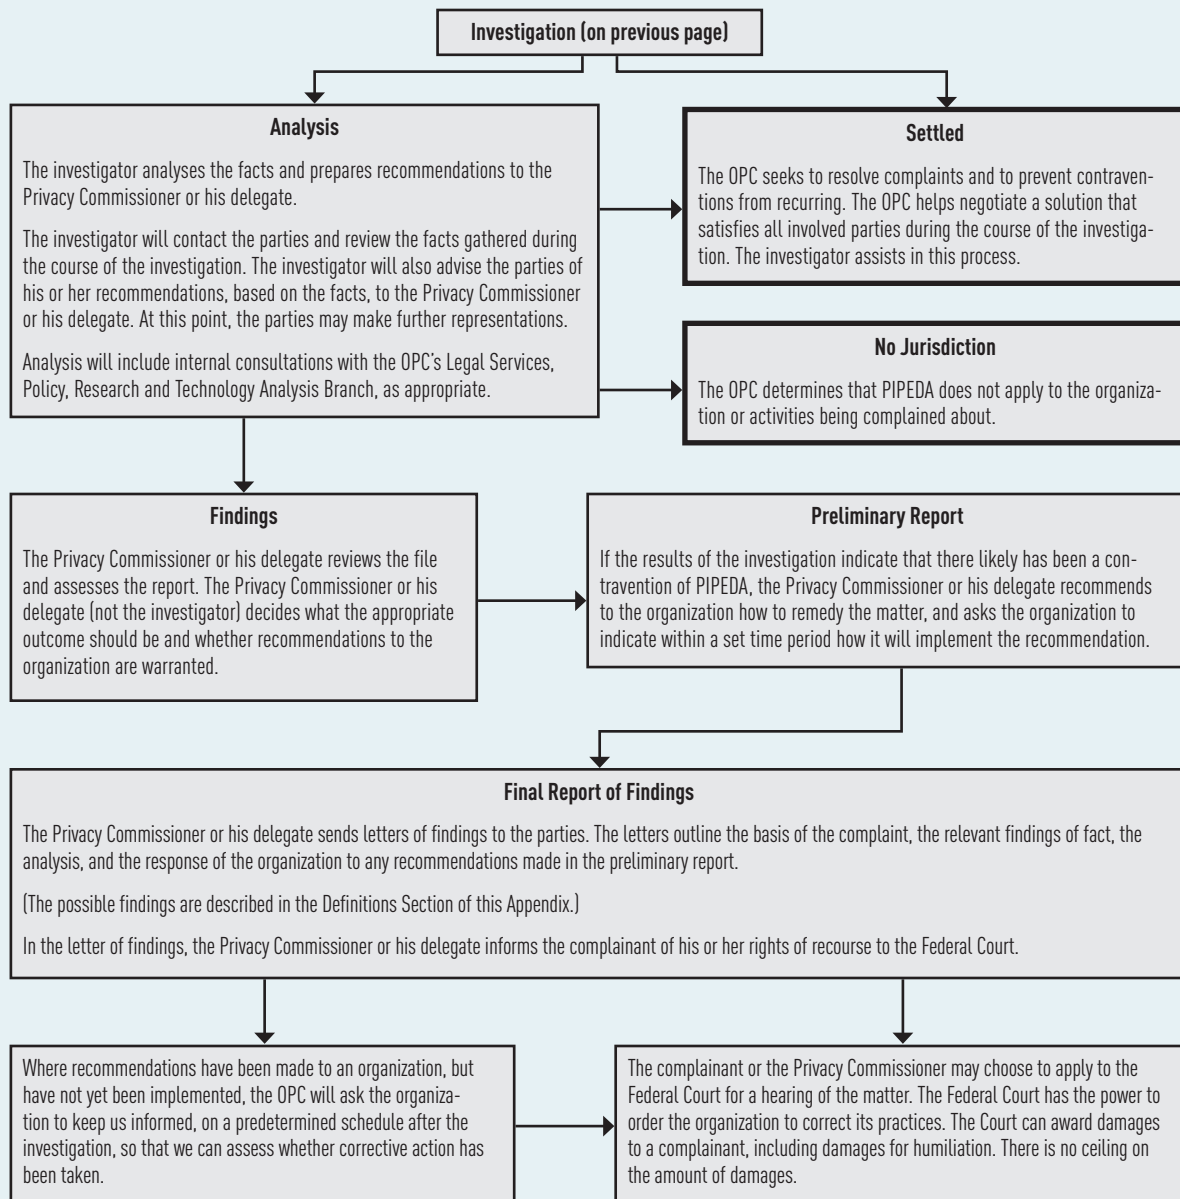 Investigation (on previous page)
Analysis
The investigator analyses the facts and prepares recommendations to the
Privacy Commissioner or his delegate.
The investigator will contact the parties and review the facts gathered during
the course of the investigation. The investigator will also advise the parties of
his or her recommendations, based on the facts, to the Privacy Commissioner
or his delegate. At this point, the parties may make further representations.
Analysis will include internal consultations with the OPC's Legal Services,
Policy, Research and Technology Analysis Branch, as appropriate.
Settled
The OPC seeks to resolve complaints and to prevent contraven-
tions from recurring. The OPC helps negotiate a solution that
satisfies all involved parties during the course of the investiga-
tion. The investigator assists in this process.
No Jurisdiction
The OPC determines that PIPEDA does not apply to the organiza-
tion or activities being complained about.
Findings
The Privacy Commissioner or his delegate reviews the file
and assesses the report. The Privacy Commissioner or his
delegate (not the investigator) decides what the appropriate
outcome should be and whether recommendations to the
organization are warranted.
Preliminary Report
If the results of the investigation indicate that there likely has been a con-
travention of PIPEDA, the Privacy Commissioner or his delegate recommends
to the organization how to remedy the matter, and asks the organization to
indicate within a set time period how it will implement the recommendation.
Final Report of Findings
The Privacy Commissioner or his delegate sends letters of findings to the parties. The letters outline the basis of the complaint, the relevant findings of fact, the
analysis, and the response of the organization to any recommendations made in the preliminary report.
(The possible findings are described in the Definitions Section of this Appendix.)
In the letter of findings, the Privacy Commissioner or his delegate informs the complainant of his or her rights of recourse to the Federal Court.
Where recommendations have been made to an organization, but
have not yet been implemented, the OPC will ask the organiza-
tion to keep us informed, on a predetermined schedule after the
investigation, so that we can assess whether corrective action has
been taken.
The complainant or the Privacy Commissioner may choose to apply to the
Federal Court for a hearing of the matter. The Federal Court has the power to
order the organization to correct its practices. The Court can award damages
to a complainant, including damages for humiliation. There is no ceiling on
the amount of damages.